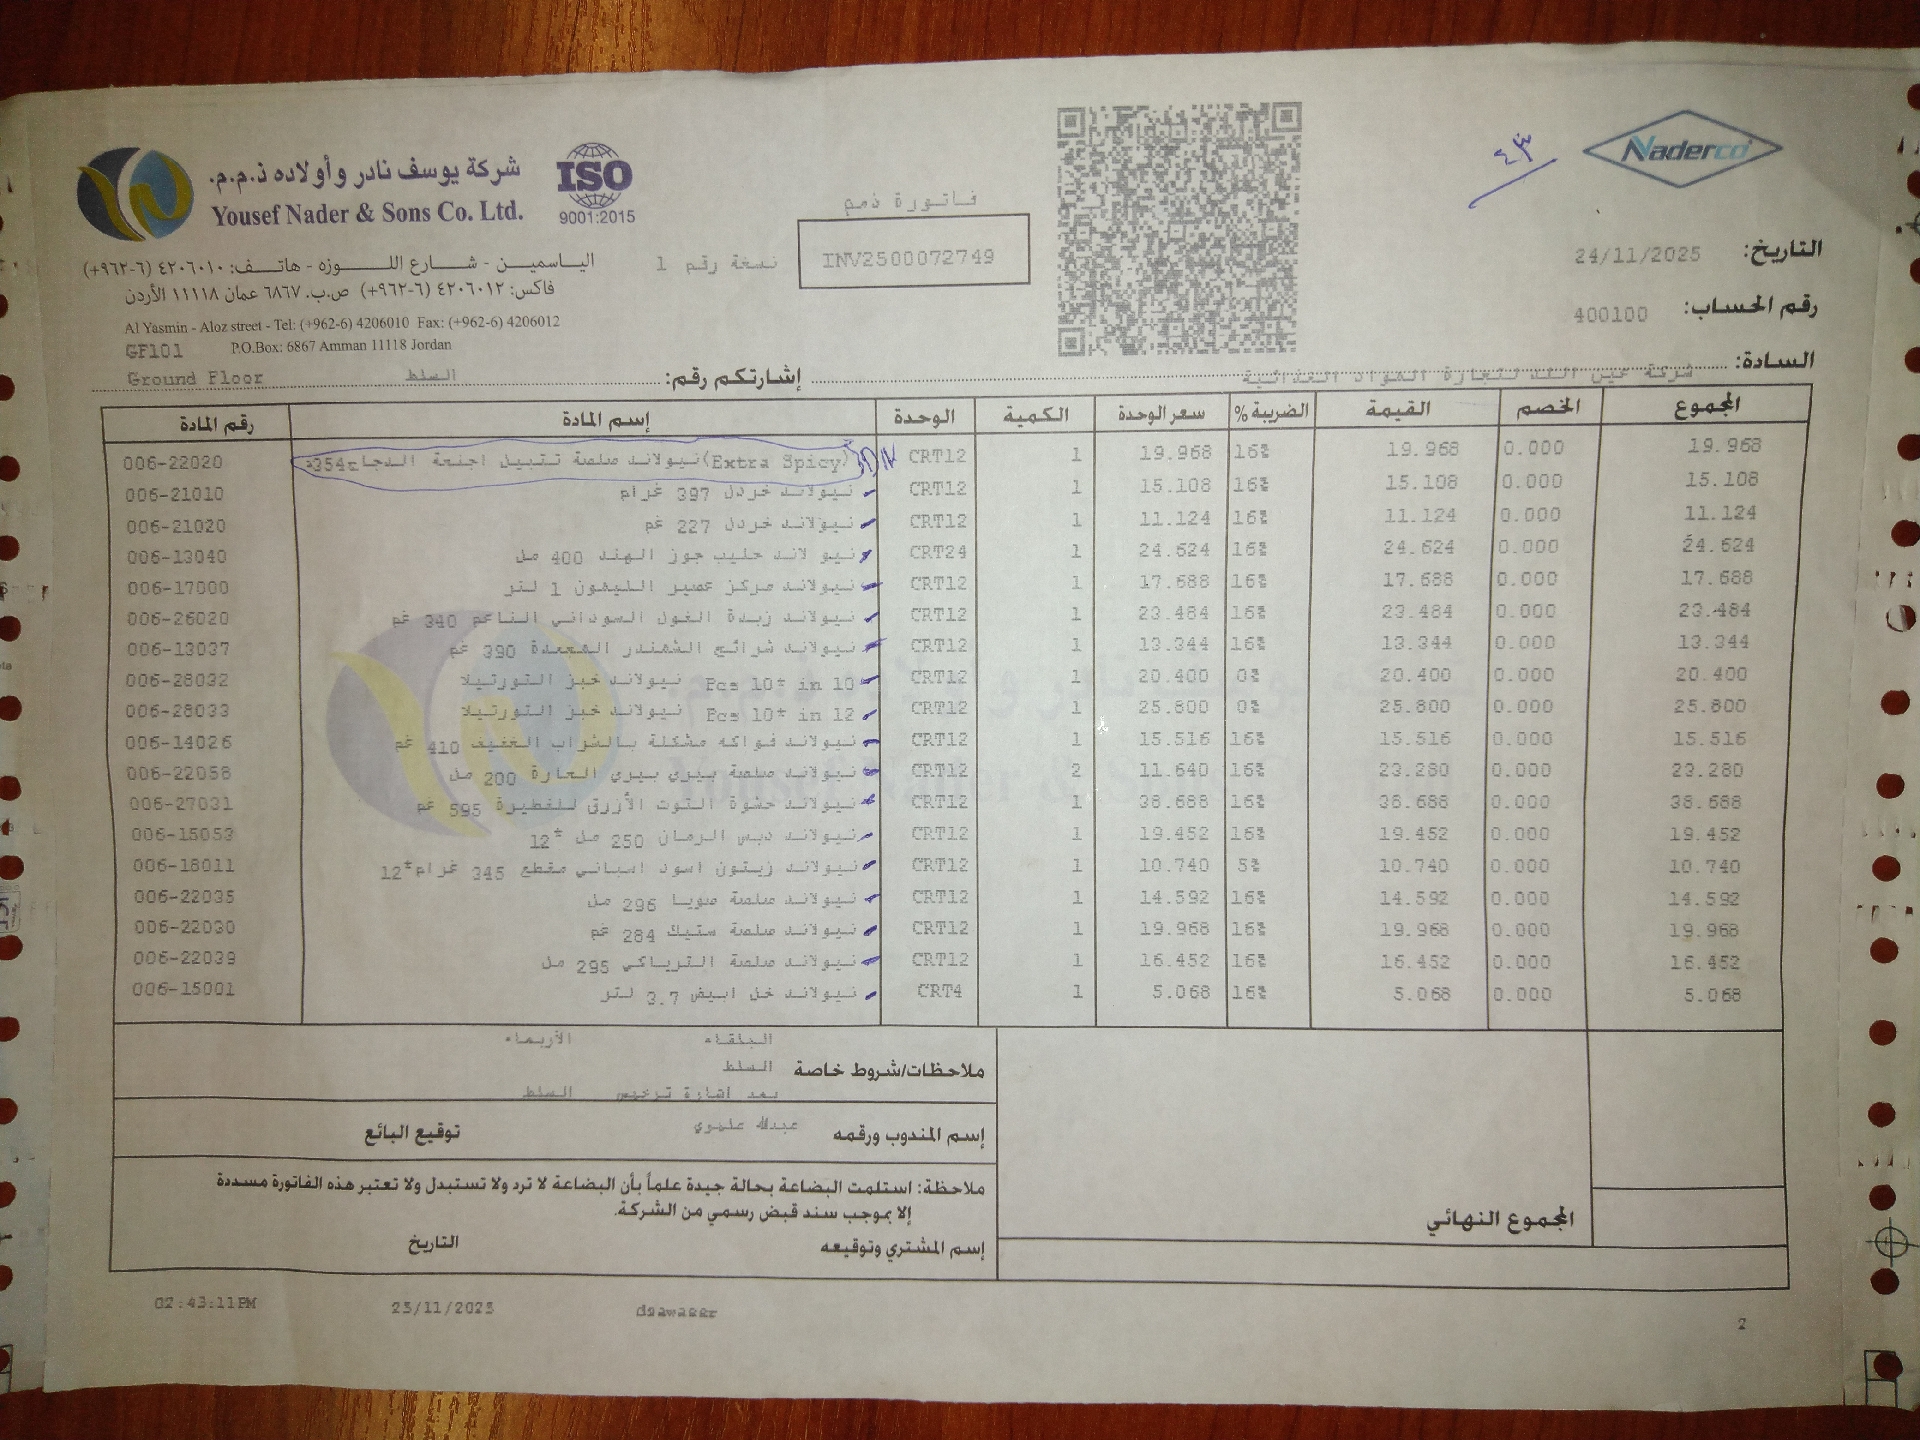 شركة يوسف نادر وأولاده ذ.م.م.
Yousef Nader & Sons Co. Ltd.
ISO
9001:2015
Naderco
٤٣
الياسمين - شارع اللوزه - هاتف: ٤٢٠٦٠١٠ (٦-٩٦٢+)
فاكس: ٤٢٠٦٠١٢ (٦-٩٦٢+) ص.ب. ٦٨٦٧ عمان ١١١١٨ الأردن
Al Yasmin - Aloz street - Tel: (+962-6) 4206010 Fax: (+962-6) 4206012
P.O.Box: 6867 Amman 11118 Jordan
GF101
Ground Floor
فاتورة ذمم
INV2500072749
نسخة رقم 1
التاريخ: 24/11/2025
رقم الحساب: 400100
السادة: شركة عين اللد لتجارة المواد الغذائية
إشارتكم رقم: السلط
رقم المادة إسم المادة الوحدة الكمية سعر الوحدة الضريبة % القيمة الخصم المجموع
006-22020 نيولاند صلصة تتبيل اجنحة الدجاج354 (Extra Spicy) CRT12 1 19.968 16% 19.968 0.000 19.968
006-21010 نيولاند خردل 397 غرام CRT12 1 15.108 16% 15.108 0.000 15.108
006-21020 نيولاند خردل 227 غم CRT12 1 11.124 16% 11.124 0.000 11.124
006-13040 نيو لاند حليب جوز الهند 400 مل CRT24 1 24.624 16% 24.624 0.000 24.624
006-17000 نيولاند مركز عصير الليمون 1 لتر CRT12 1 17.688 16% 17.688 0.000 17.688
006-26020 نيولاند زبدة الفول السوداني الناعم 340 غم CRT12 1 23.484 16% 23.484 0.000 23.484
006-13037 نيولاند شرائح الشمندر المجعدة 390 غم CRT12 1 13.344 16% 13.344 0.000 13.344
006-28032 نيولاند خبز التورتيلا Pcs 10* in 10 CRT12 1 20.400 0% 20.400 0.000 20.400
006-28033 نيولاند خبز التورتيلا Pcs 10* in 12 CRT12 1 25.800 0% 25.800 0.000 25.800
006-14026 نيولاند فواكه مشكلة بالشراب الخفيف 410 غم CRT12 1 15.516 16% 15.516 0.000 15.516
006-22058 نيولاند صلصة بيري بيري الحارة 200 مل CRT12 2 11.640 16% 23.280 0.000 23.280
006-27031 نيولاند حشوة التوت الأزرق للفطيرة 595 غم CRT12 1 38.688 16% 38.688 0.000 38.688
006-15053 نيولاند دبس الرمان 250 مل *12 CRT12 1 19.452 16% 19.452 0.000 19.452
006-18011 نيولاند زيتون اسود اسباني مقطع 345 غرام*12 CRT12 1 10.740 5% 10.740 0.000 10.740
006-22035 نيولاند صلصة صويا 296 مل CRT12 1 14.592 16% 14.592 0.000 14.592
006-22030 نيولاند صلصة ستيك 284 غم CRT12 1 19.968 16% 19.968 0.000 19.968
006-22039 نيولاند صلصة الترياكي 295 مل CRT12 1 16.452 16% 16.452 0.000 16.452
006-15001 نيولاند خل ابيض 3.7 لتر CRT4 1 5.068 16% 5.068 0.000 5.068
البلقاء الأربعاء
ملاحظات/شروط خاصة السلط
بعد اشارة ترخيص السلط
إسم المندوب ورقمه عبدالله علموي توقيع البائع
ملاحظة: استلمت البضاعة بحالة جيدة علماً بأن البضاعة لا ترد ولا تستبدل ولا تعتبر هذه الفاتورة مسددة
إلا بموجب سند قبض رسمي من الشركة.
المجموع النهائي
إسم المشتري وتوقيعه التاريخ
02:43:11PM 25/11/2025 dsawaeer
2